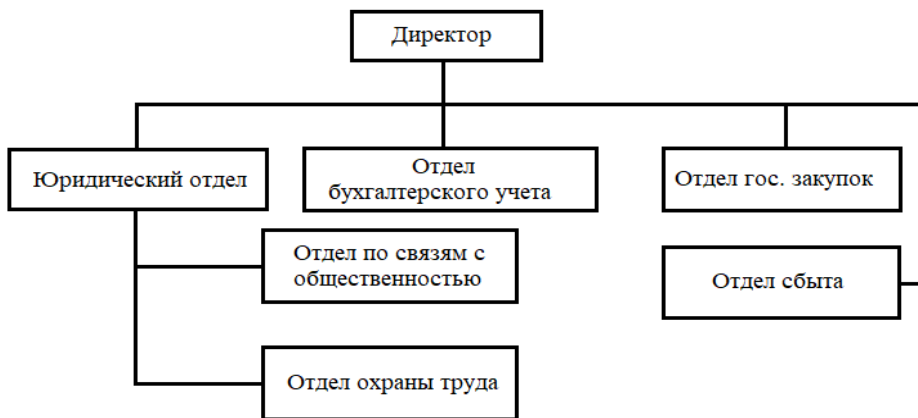 Директор
Юридический отдел
Отдел
бухгалтерского учета
Отдел гос. закупок
Отдел по связям с
общественностью
Отдел сбыта
Отдел охраны труда